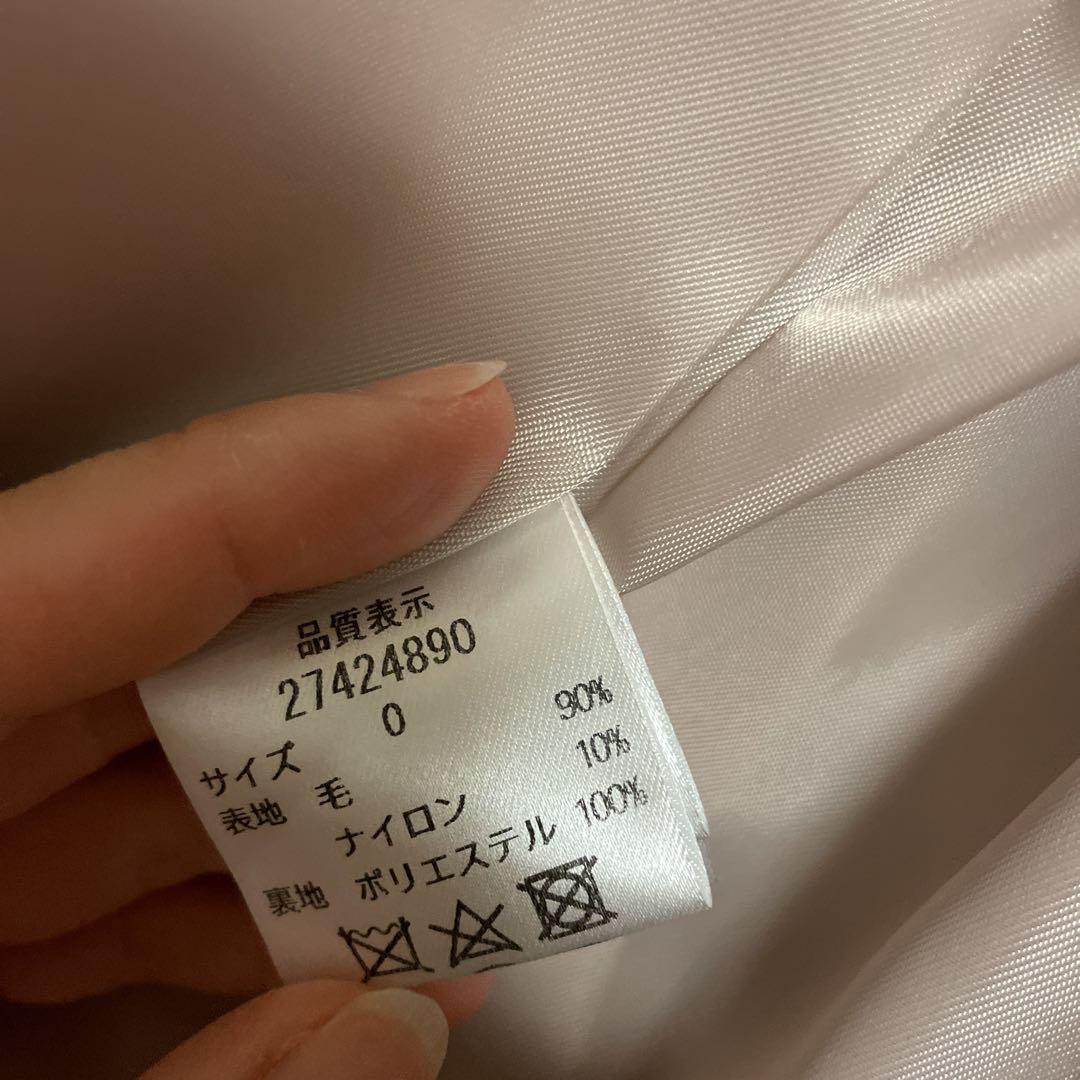 品質表示
27424890
サイズ 0
表地 毛 90%
ナイロン 10%
裏地 ポリエステル 100%